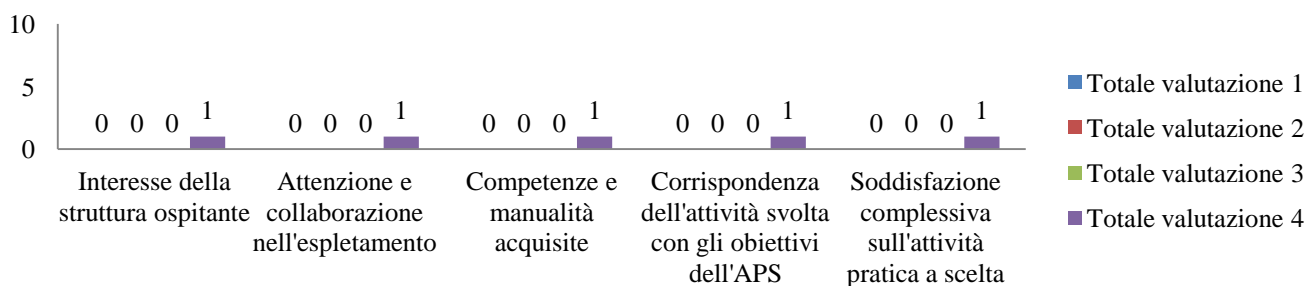 10
5
0
0 0 0 1 0 0 0 1 0 0 0 1 0 0 0 1 0 0 0 1
Interesse della
struttura ospitante
Attenzione e
collaborazione
nell'espletamento
Competenze e
manualità
acquisite
Corrispondenza
dell'attività svolta
con gli obiettivi
dell'APS
Soddisfazione
complessiva
sull'attività
pratica a scelta
Totale valutazione 1
Totale valutazione 2
Totale valutazione 3
Totale valutazione 4